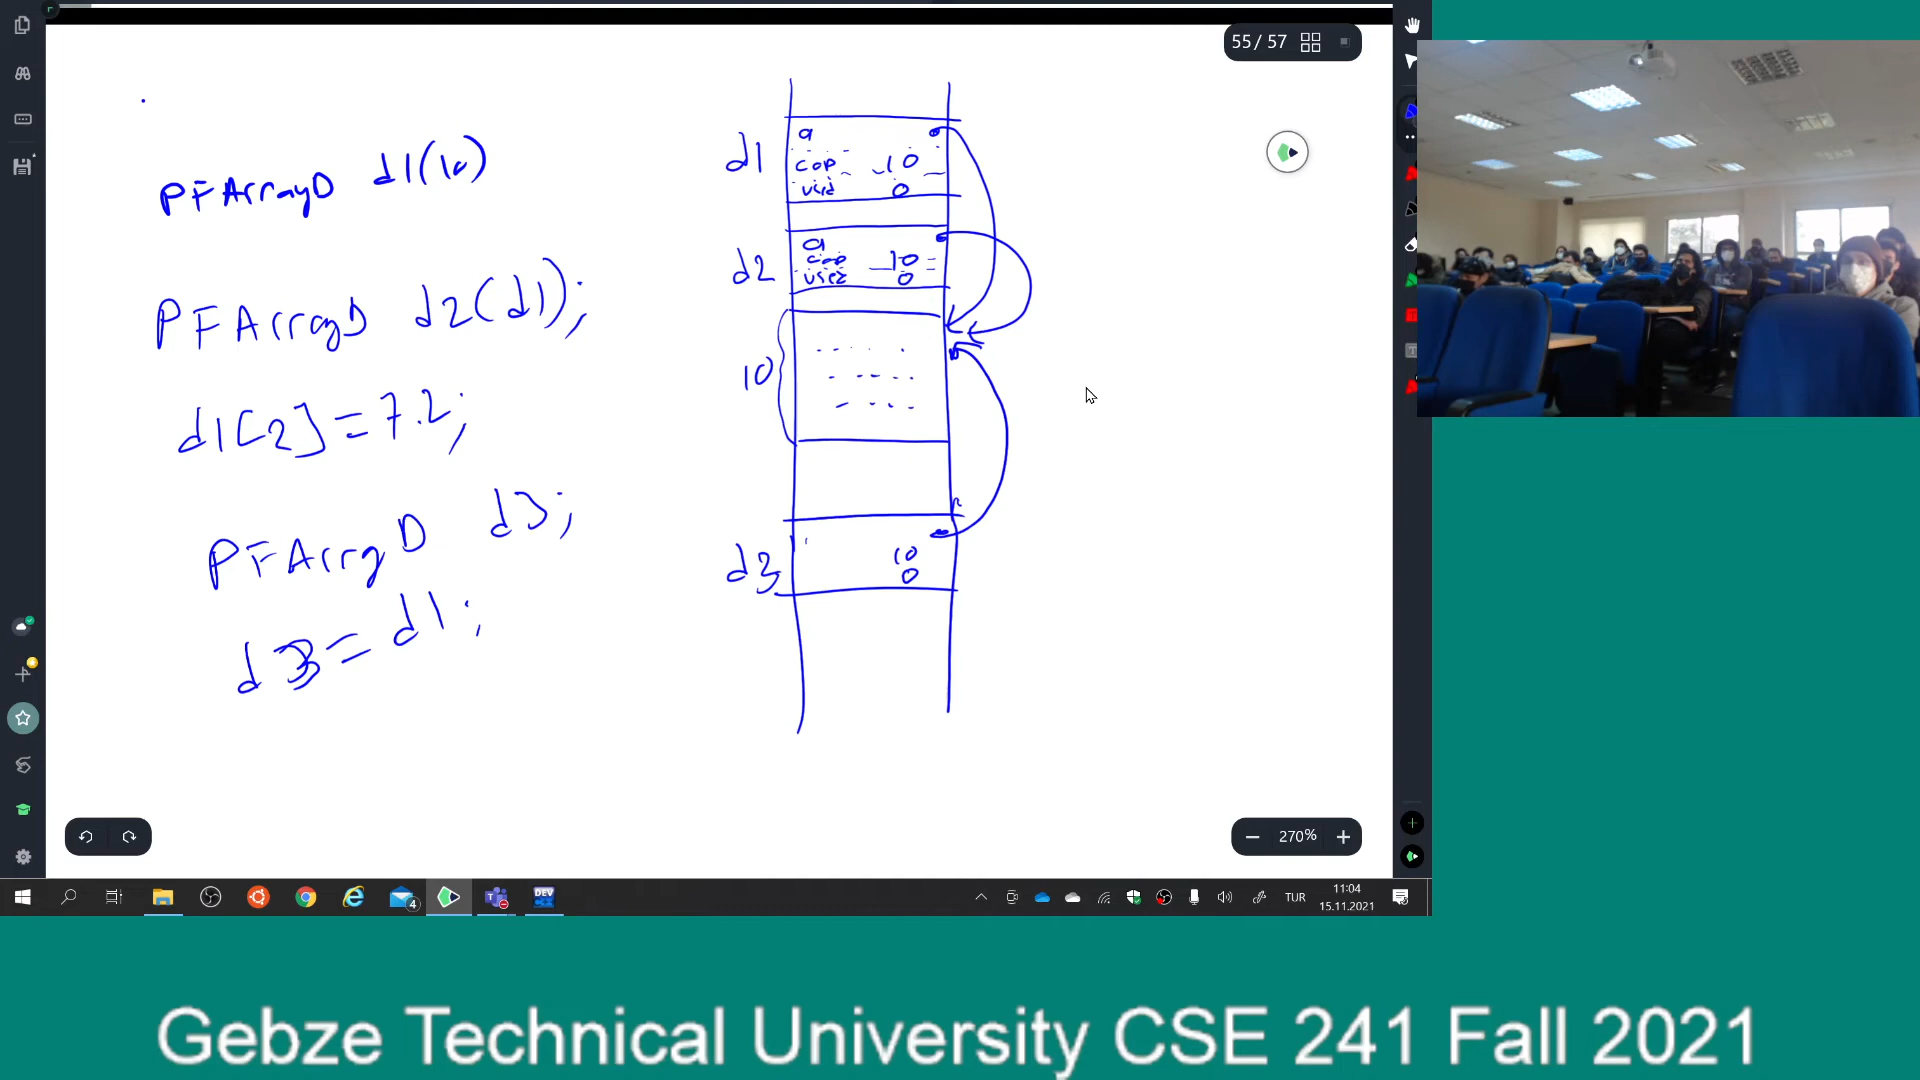 55 / 57
PFArrayD d1(10)
PFArrayD d2(d1);
d1[2]=7.2;
PFArrayD d3;
d3=d1;
d1
a
cap 10
used 0
d2
a
cap 10
used 0
10
d3
10
0
270%
4
DEV
TUR
11:04
15.11.2021
Gebze Technical University CSE 241 Fall 2021